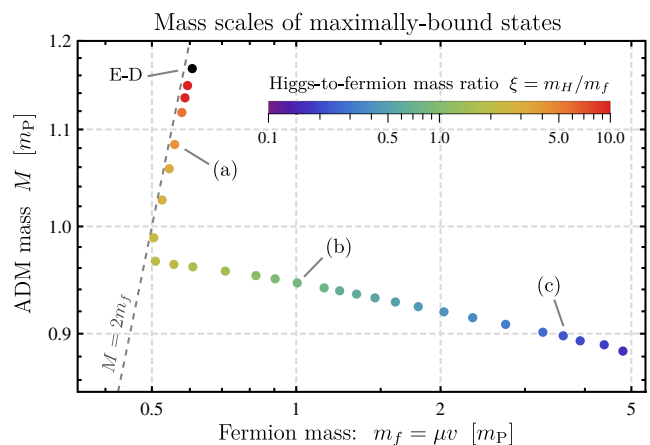 Mass scales of maximally-bound states
1.2
E-D
Higgs-to-fermion mass ratio ξ = m_H/m_f
0.1 0.5 1.0 5.0 10.0
1.1
(a)
ADM mass M [m_P]
1.0
(b)
(c)
M = 2m_f
0.9
0.5 1 2 5
Fermion mass: m_f = μv [m_P]